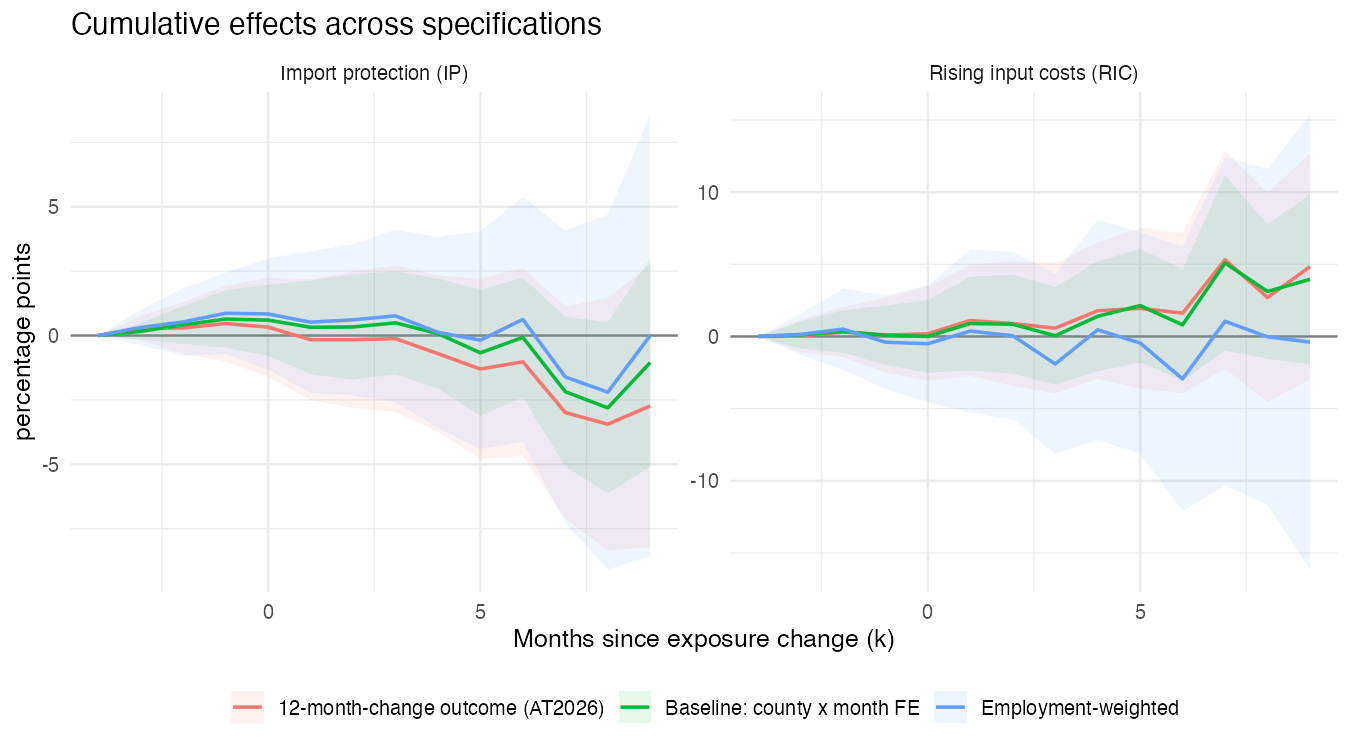 Cumulative effects across specifications
Import protection (IP)
Rising input costs (RIC)
percentage points
5
0
-5
10
0
-10
0
5
0
5
Months since exposure change (k)
12-month-change outcome (AT2026)
Baseline: county x month FE
Employment-weighted